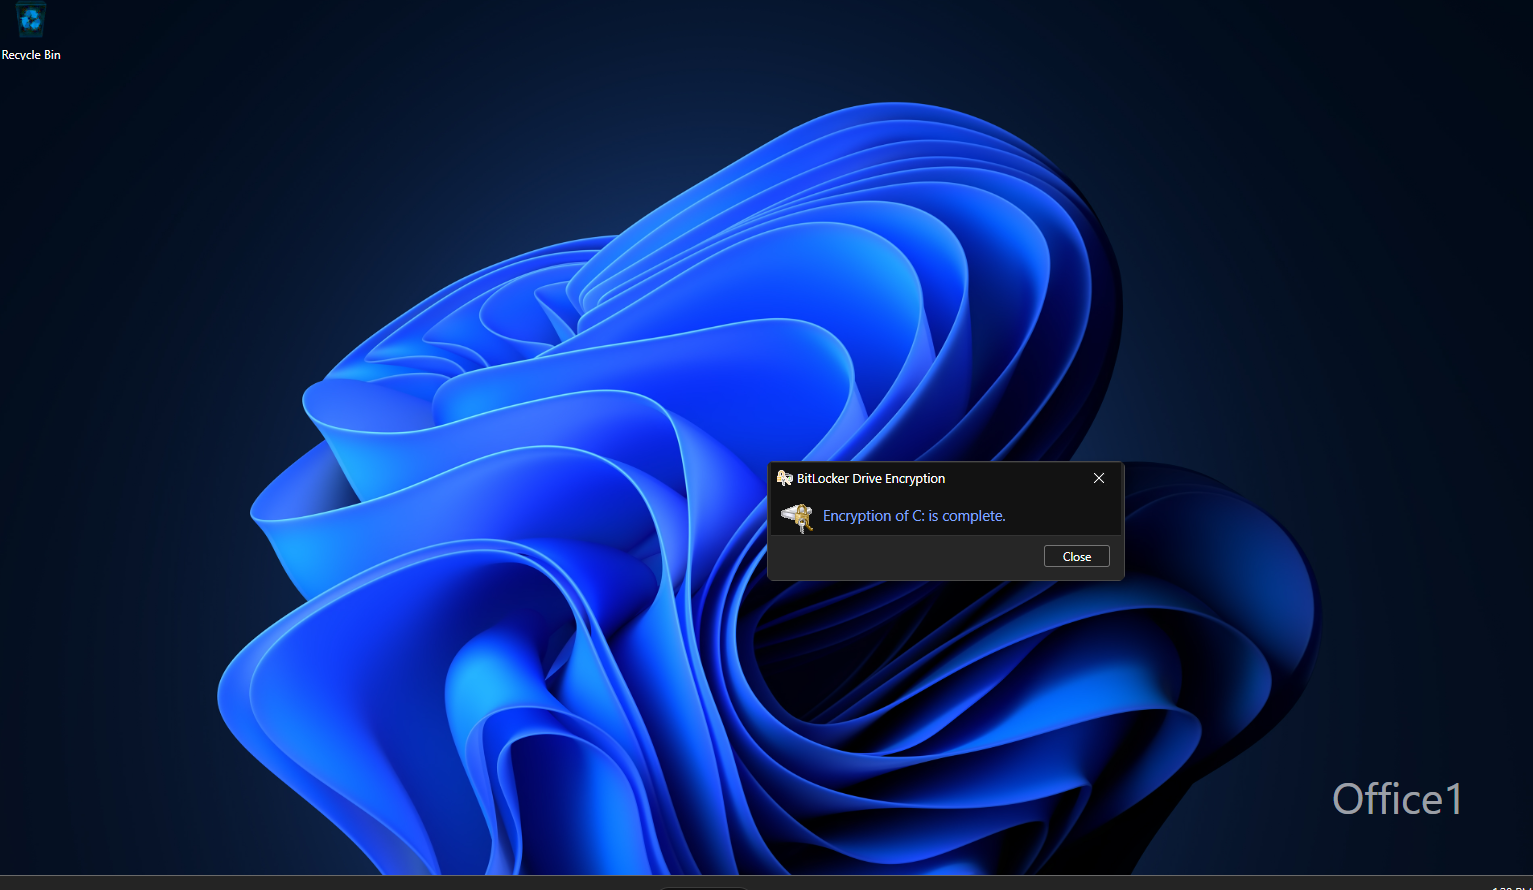 Recycle Bin
BitLocker Drive Encryption
Encryption of C: is complete.
Close
Office1